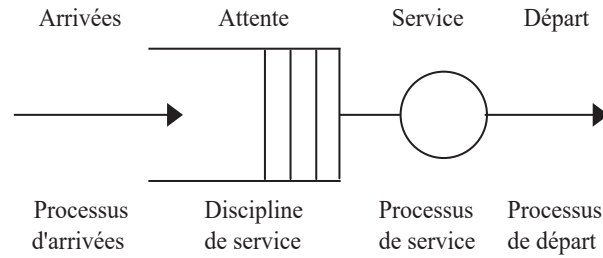 Arrivées
Attente
Service
Départ
Processus
d'arrivées
Discipline
de service
Processus
de service
Processus
de départ